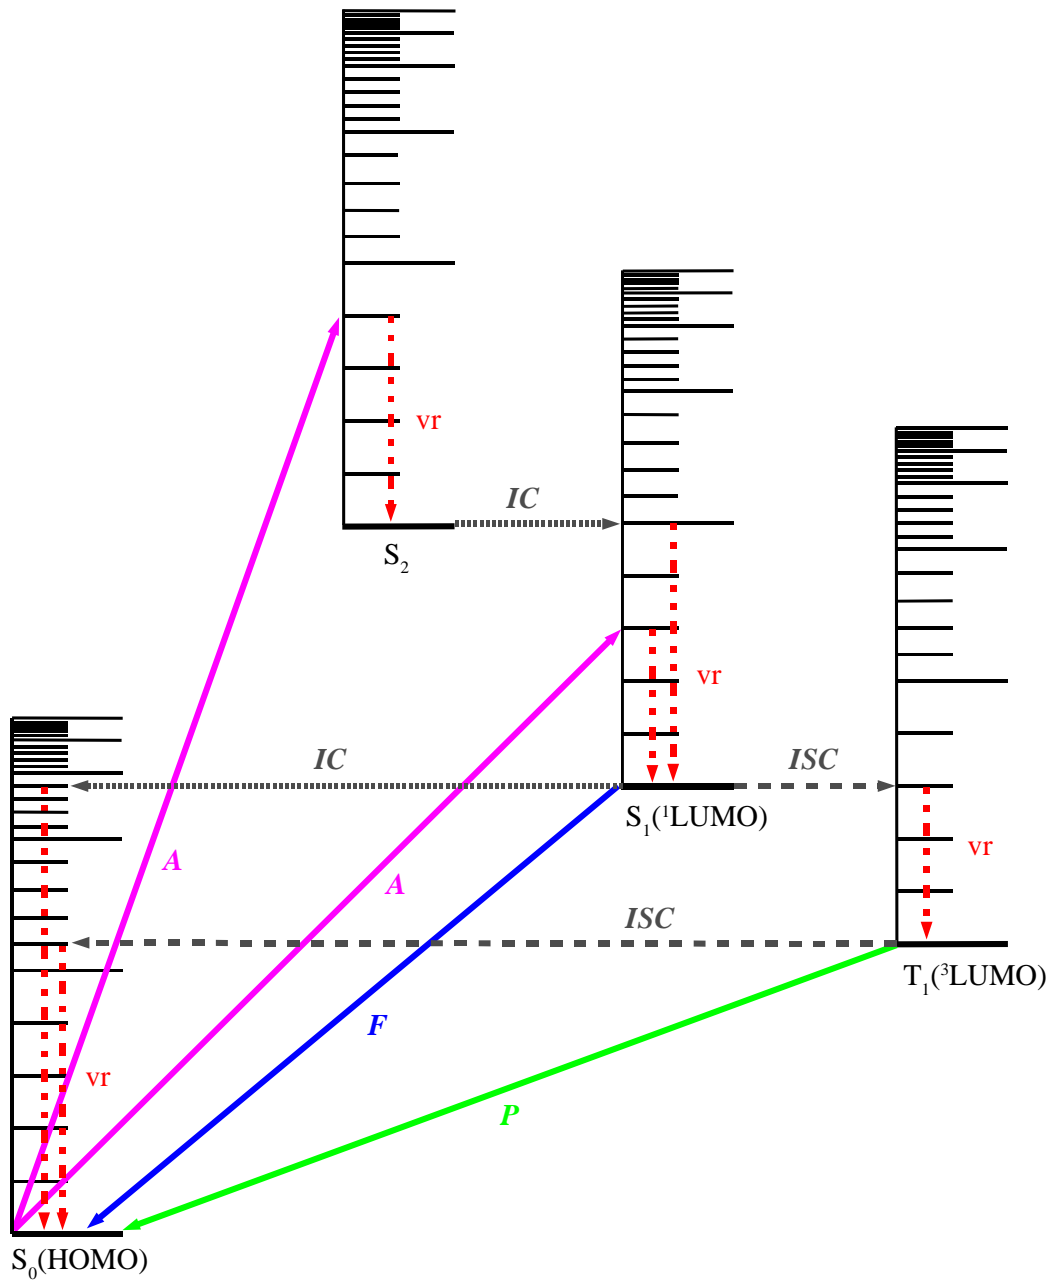 vr
IC
S₂
vr
IC
ISC
S₁(¹LUMO)
vr
A
A
ISC
T₁(³LUMO)
F
vr
P
S₀(HOMO)